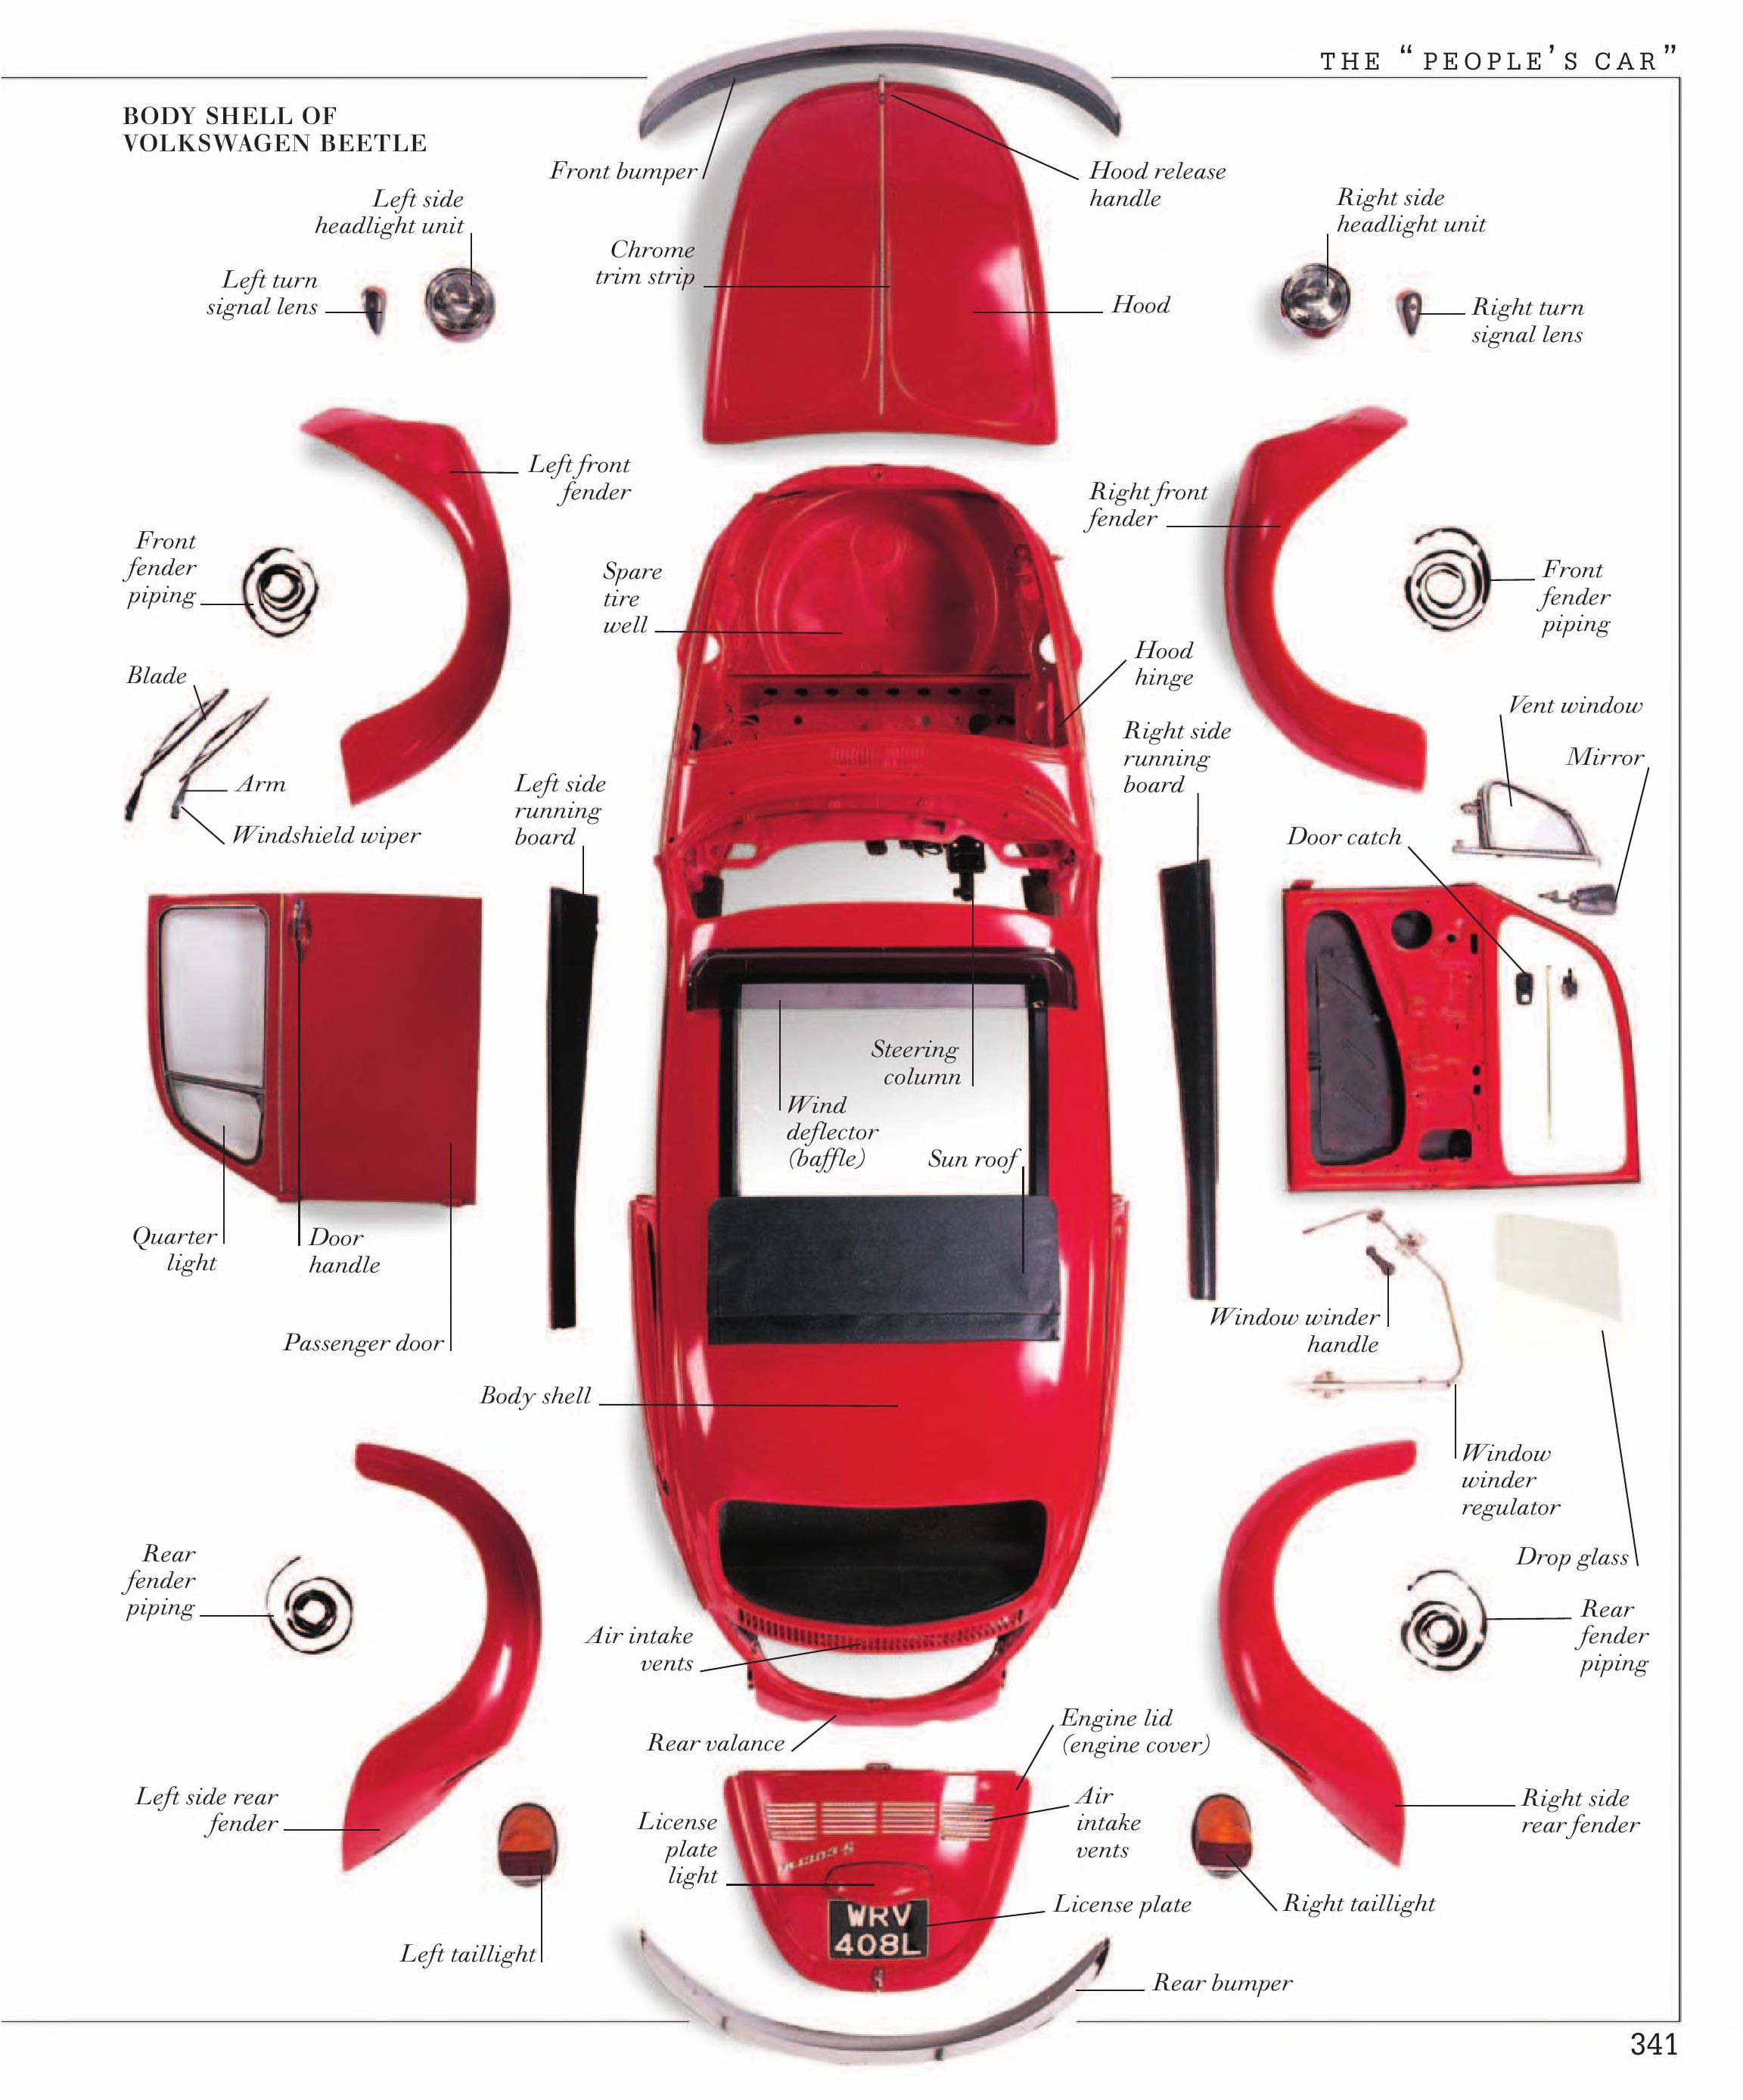 THE “PEOPLE’S CAR”
BODY SHELL OF
VOLKSWAGEN BEETLE
Front bumper
Hood release
handle
Left side
headlight unit
Right side
headlight unit
Chrome
trim strip
Left turn
signal lens
Hood
Right turn
signal lens
Left front
fender
Right front
fender
Front
fender
piping
Spare
tire
well
Front
fender
piping
Hood
hinge
Blade
Vent window
Right side
running
board
Mirror
Arm
Left side
running
board
Windshield wiper
Door catch
Steering
column
Wind
deflector
(baffle)
Sun roof
Quarter
light
Door
handle
Passenger door
Window winder
handle
Body shell
Window
winder
regulator
Drop glass
Rear
fender
piping
Rear
fender
piping
Air intake
vents
Rear valance
Engine lid
(engine cover)
Left side rear
fender
License
plate
light
Air
intake
vents
Right side
rear fender
1303-S
WRV
408L
License plate
Right taillight
Left taillight
Rear bumper
341